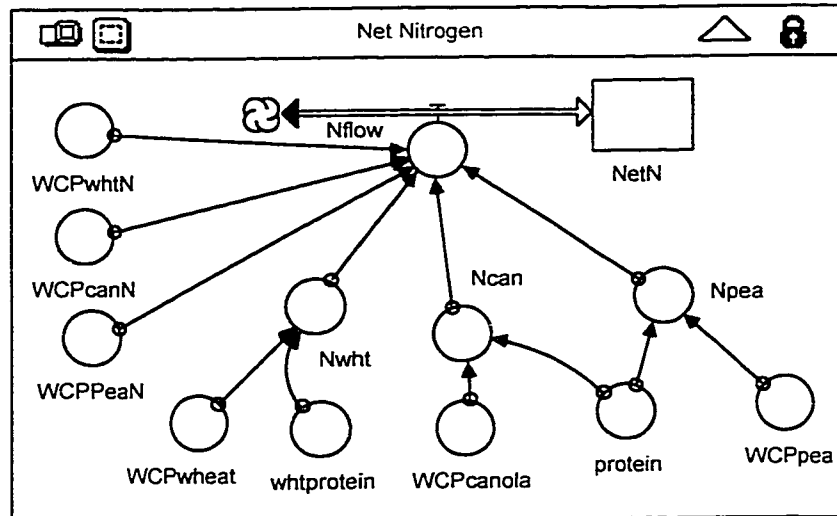 Net Nitrogen
Nflow
NetN
WCPwhtN
WCPcanN
Ncan
Npea
WCPPeaN
Nwht
WCPwheat
whtprotein
WCPcanola
protein
WCPpea